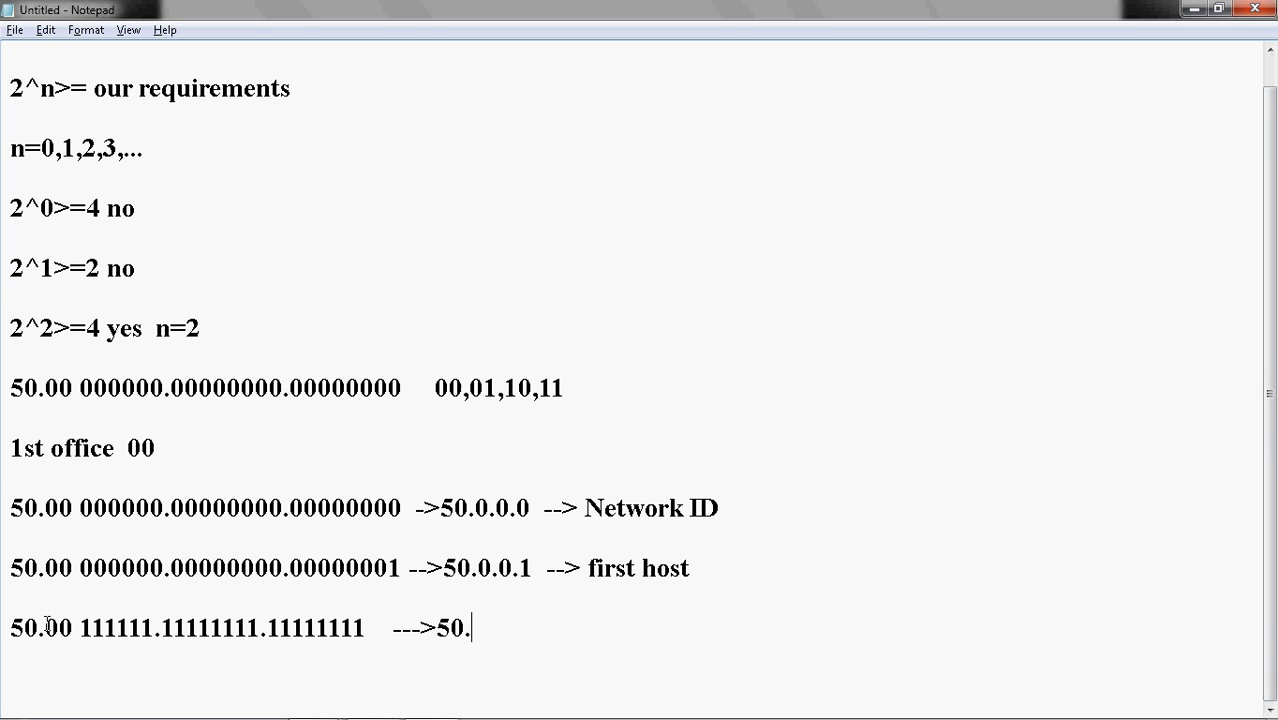 Untitled - Notepad
File Edit Format View Help
2^n>= our requirements
n=0,1,2,3,...
2^0>=4 no
2^1>=2 no
2^2>=4 yes  n=2
50.00 000000.00000000.00000000     00,01,10,11
1st office  00
50.00 000000.00000000.00000000  ->50.0.0.0  --> Network ID
50.00 000000.00000000.00000001 -->50.0.0.1  --> first host
50.00 111111.11111111.11111111    --->50.